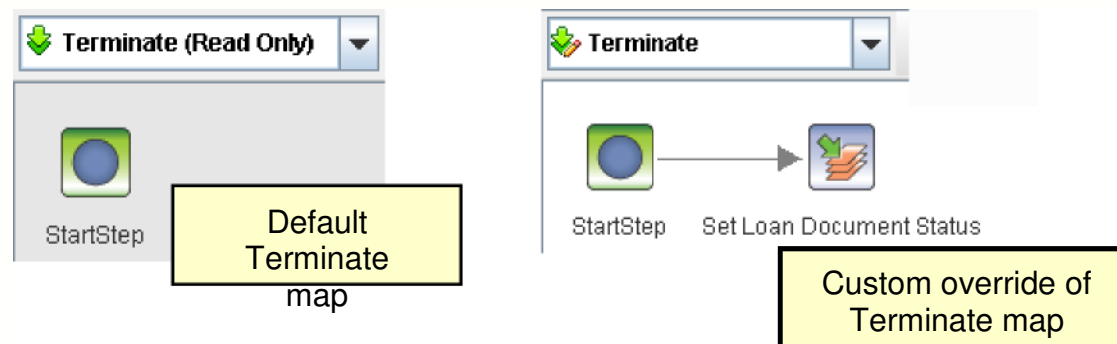 Terminate (Read Only)
StartStep
Default
Terminate
map
Terminate
StartStep
Set Loan Document Status
Custom override of
Terminate map